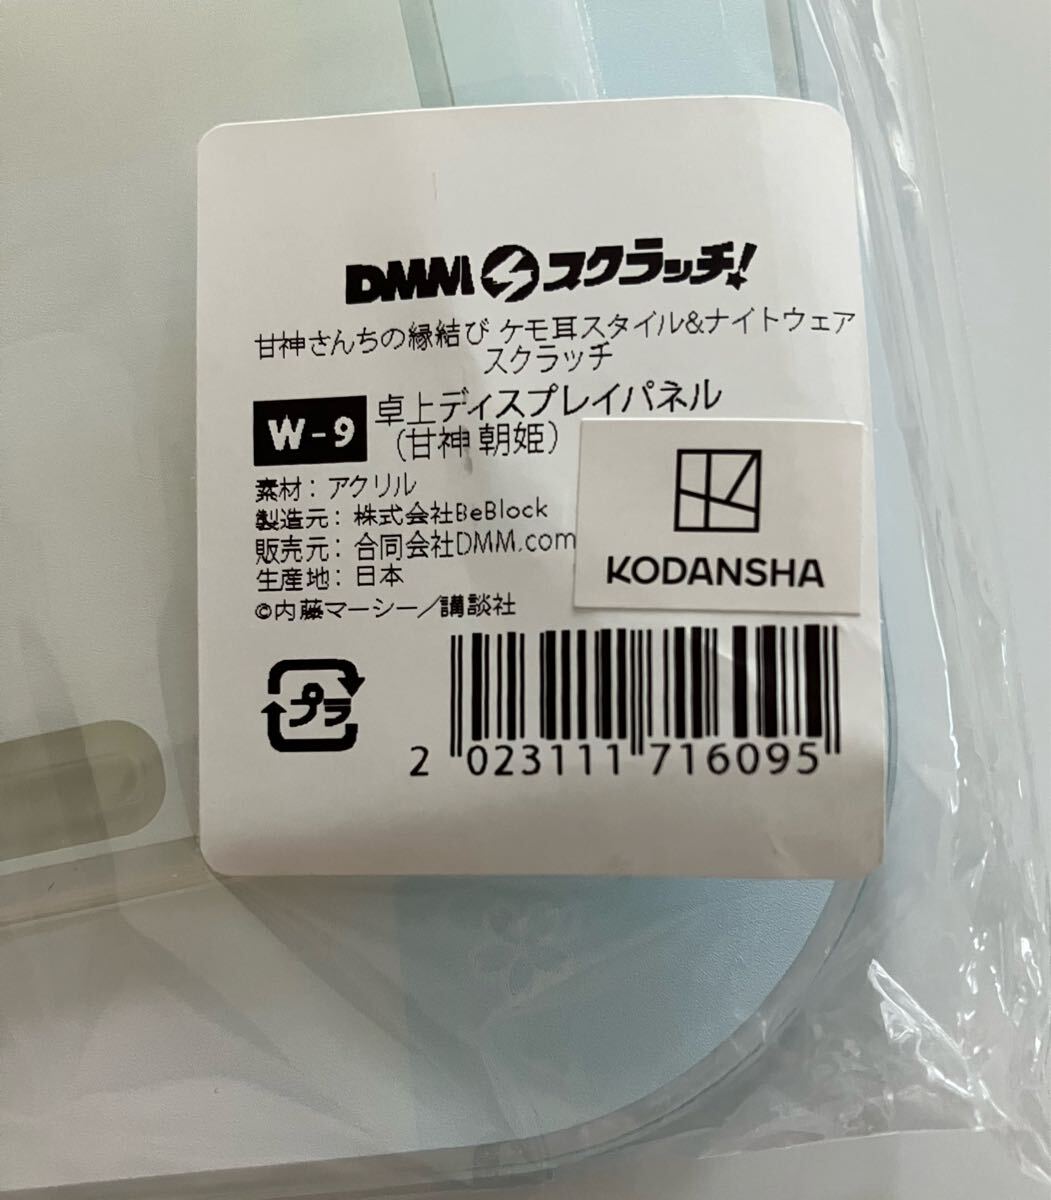 DMMスクラッチ!
甘神さんちの縁結び ケモ耳スタイル&ナイトウェア
スクラッチ
W-9 卓上ディスプレイパネル
(甘神 朝姫)
素材: アクリル
製造元: 株式会社BeBlock
販売元: 合同会社DMM.com
生産地: 日本
©内藤マーシー/講談社
KODANSHA
プラ
2 023111 716095